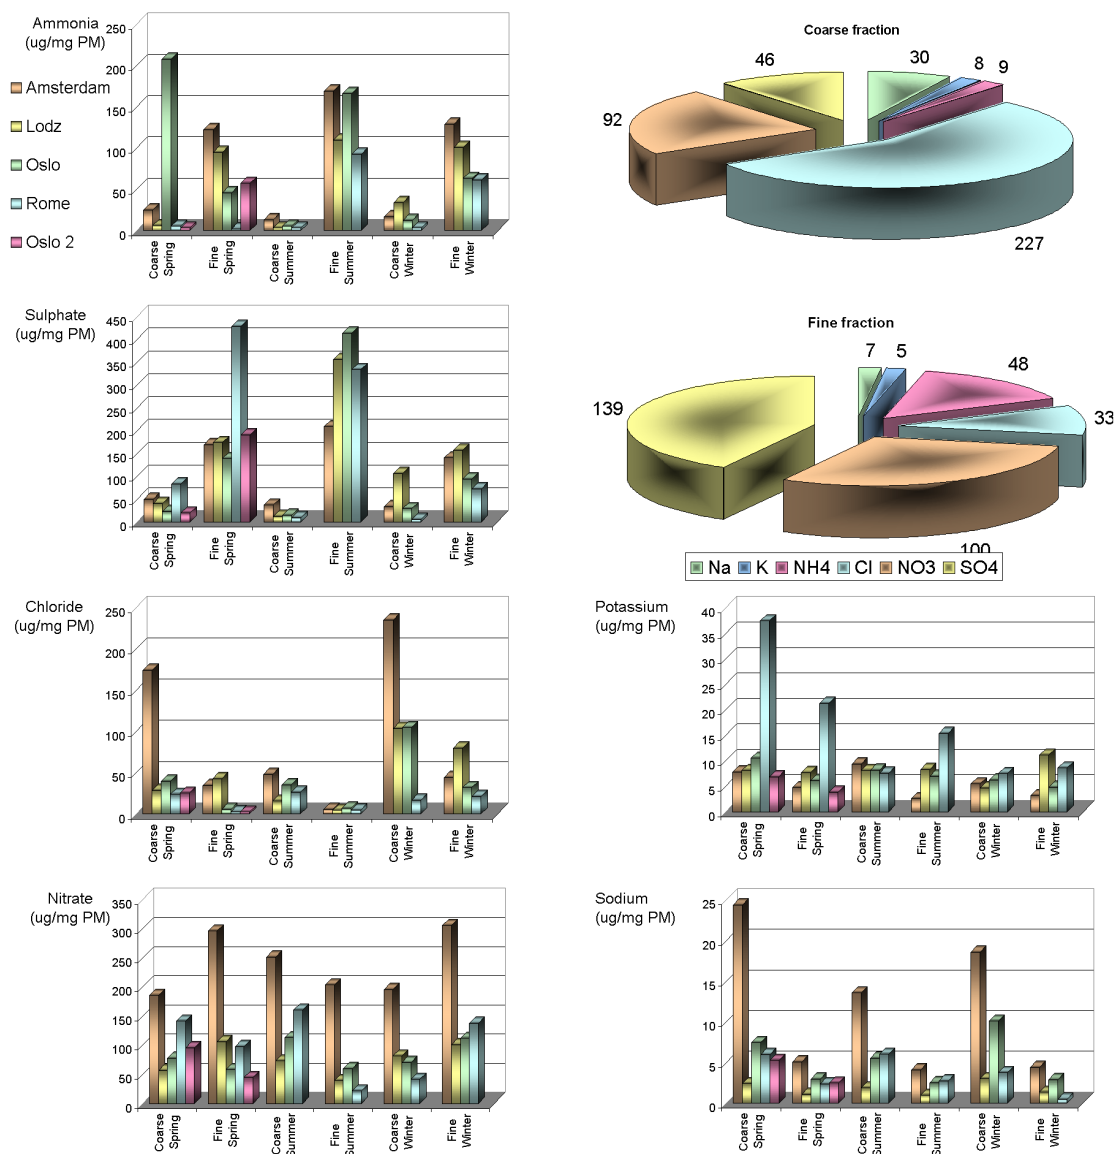 Ammonia
(ug/mg PM)
250
200
150
100
50
0
Amsterdam
Lodz
Oslo
Rome
Oslo 2
Coarse Spring
Fine Spring
Coarse Summer
Fine Summer
Coarse Winter
Fine Winter
Coarse fraction
46
30
8
9
92
227
Sulphate
(ug/mg PM)
450
400
350
300
250
200
150
100
50
0
Coarse Spring
Fine Spring
Coarse Summer
Fine Summer
Coarse Winter
Fine Winter
Fine fraction
7
5
48
139
33
100
Na K NH4 Cl NO3 SO4
Chloride
(ug/mg PM)
250
200
150
100
50
0
Coarse Spring
Fine Spring
Coarse Summer
Fine Summer
Coarse Winter
Fine Winter
Potassium
(ug/mg PM)
40
35
30
25
20
15
10
5
0
Coarse Spring
Fine Spring
Coarse Summer
Fine Summer
Coarse Winter
Fine Winter
Nitrate
(ug/mg PM)
350
300
250
200
150
100
50
0
Coarse Spring
Fine Spring
Coarse Summer
Fine Summer
Coarse Winter
Fine Winter
Sodium
(ug/mg PM)
25
20
15
10
5
0
Coarse Spring
Fine Spring
Coarse Summer
Fine Summer
Coarse Winter
Fine Winter